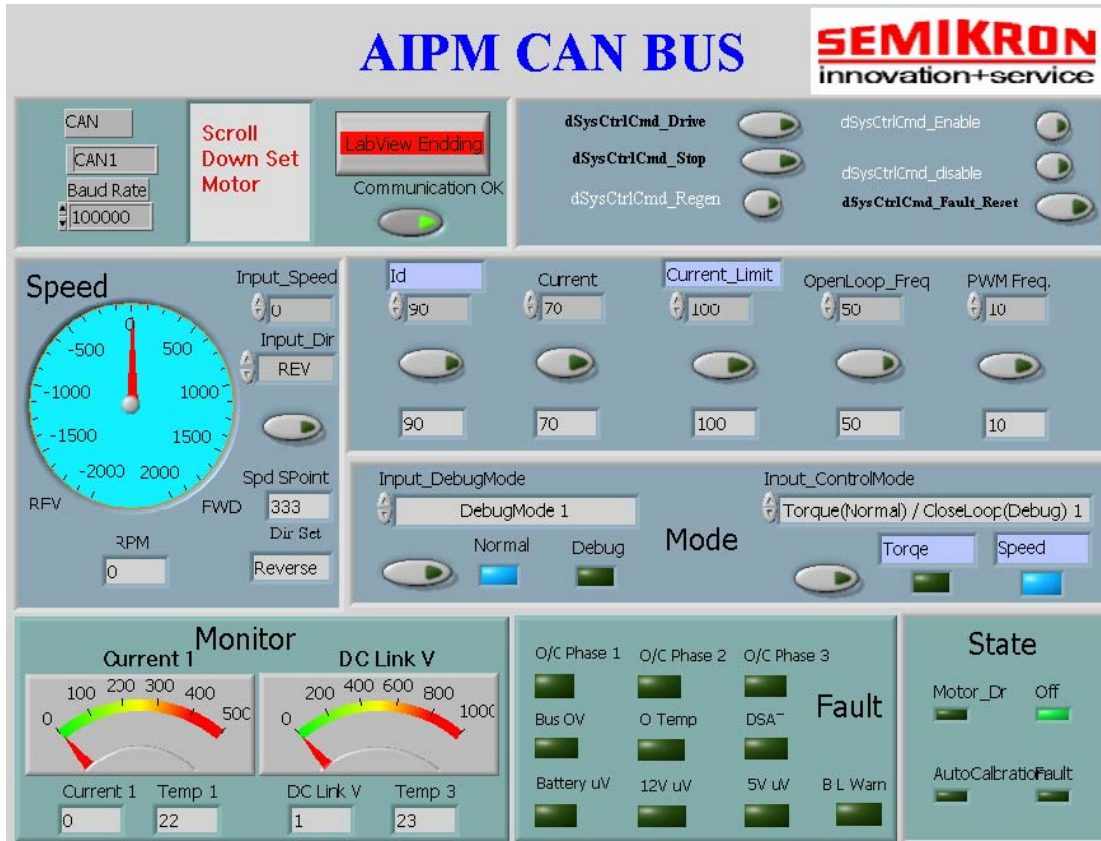 AIPM CAN BUS
SEMIKRON
innovation+service
CAN
CAN1
Baud Rate
100000
Scroll
Down Set
Motor
LabView Endding
Communication OK
dSysCtrlCmd_Drive
dSysCtrlCmd_Enable
dSysCtrlCmd_Stop
dSysCtrlCmd_disable
dSysCtrlCmd_Regen
dSysCtrlCmd_Fault_Reset
Speed
0
-500 500
-1000 1000
-1500 1500
-2000 2000
REV FWD
RPM
0
Input_Speed
0
Input_Dir
REV
Spd SPoint
333
Dir Set
Reverse
Id Current Current_Limit OpenLoop_Freq PWM Freq.
90 70 100 50 10
90 70 100 50 10
Input_DebugMode
DebugMode 1
Normal Debug
Mode
Input_ControlMode
Torque(Normal) / CloseLoop(Debug) 1
Torqe Speed
Monitor
Current 1 DC Link V
0 100 200 300 400 500
0 200 400 600 800 1000
Current 1 Temp 1 DC Link V Temp 3
0 22 1 23
O/C Phase 1 O/C Phase 2 O/C Phase 3
Fault
Bus OV O Temp
Battery uV 12V uV 5V uV B L Warn
State
Motor_Dr Off
AutoCalbratio Fault